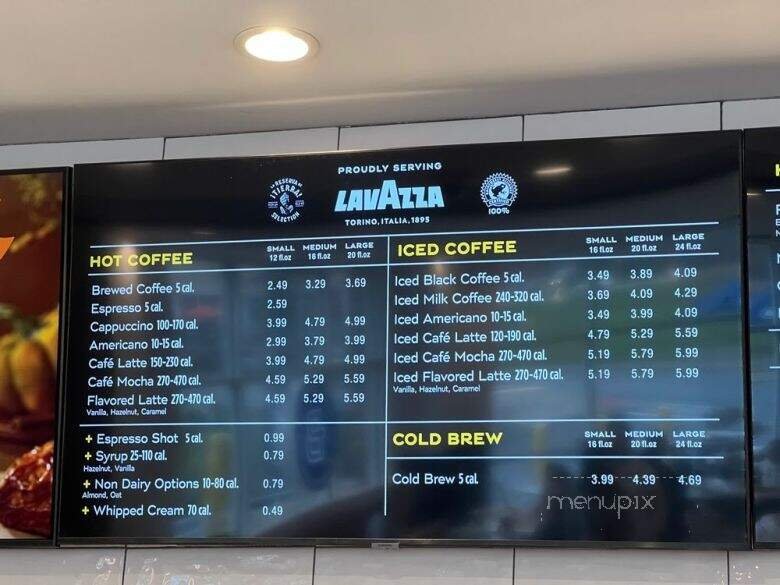 PROUDLY SERVING
LAVAZZA
TORINO, ITALIA, 1895
LA RESERVA
¡TIERRA!
SELECTION
100%
HOT COFFEE
SMALL MEDIUM LARGE
12 fl.oz 16 fl.oz 20 fl.oz
Brewed Coffee 5 cal. 2.49 3.29 3.69
Espresso 5 cal. 2.59
Cappuccino 100-170 cal. 3.99 4.79 4.99
Americano 10-15 cal. 2.99 3.79 3.99
Café Latte 150-230 cal. 3.99 4.79 4.99
Café Mocha 270-470 cal. 4.59 5.29 5.59
Flavored Latte 270-470 cal. 4.59 5.29 5.59
Vanilla, Hazelnut, Caramel
+ Espresso Shot 5 cal. 0.99
+ Syrup 25-110 cal. 0.79
Hazelnut, Vanilla
+ Non Dairy Options 10-80 cal. 0.79
Almond, Oat
+ Whipped Cream 70 cal. 0.49
ICED COFFEE
SMALL MEDIUM LARGE
16 fl.oz 20 fl.oz 24 fl.oz
Iced Black Coffee 5 cal. 3.49 3.89 4.09
Iced Milk Coffee 240-320 cal. 3.69 4.09 4.29
Iced Americano 10-15 cal. 3.49 3.99 4.09
Iced Café Latte 120-190 cal. 4.79 5.29 5.59
Iced Café Mocha 270-470 cal. 5.19 5.79 5.99
Iced Flavored Latte 270-470 cal. 5.19 5.79 5.99
Vanilla, Hazelnut, Caramel
COLD BREW
SMALL MEDIUM LARGE
16 fl.oz 20 fl.oz 24 fl.oz
Cold Brew 5 cal. 3.99 4.39 4.69
menupix